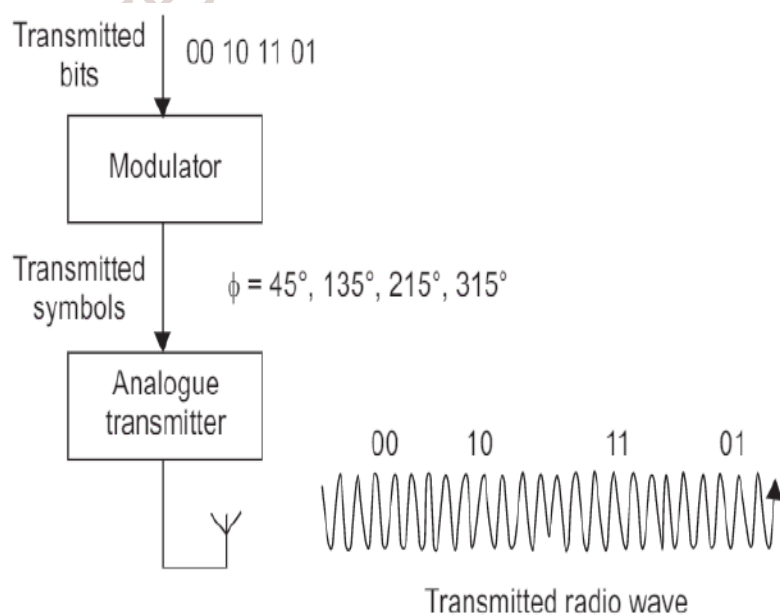 Transmitted
bits
00 10 11 01
Modulator
Transmitted
symbols
ϕ = 45°, 135°, 215°, 315°
Analogue
transmitter
00 10 11 01
Transmitted radio wave